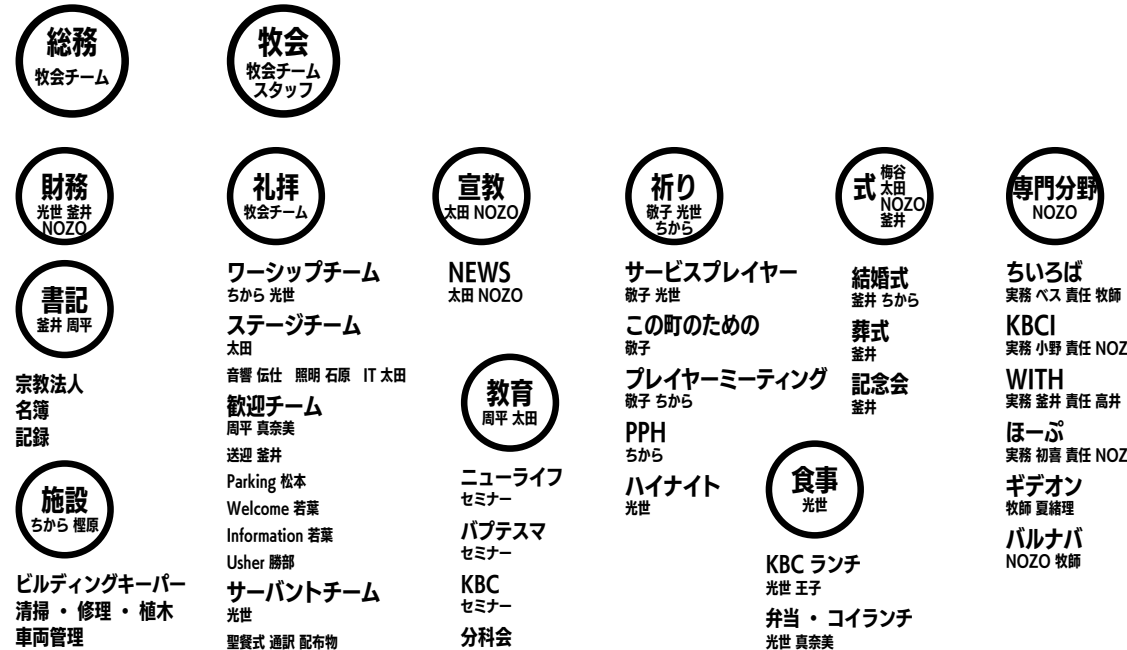 総務
牧会チーム
牧会
牧会チーム
スタッフ
財務
光世 釜井
NOZO
書記
釜井 周平
宗教法人
名簿
記録
施設
ちから 樫原
ビルディングキーパー
清掃 ・ 修理 ・ 植木
車両管理
礼拝
牧会チーム
ワーシップチーム
ちから 光世
ステージチーム
太田
音響 伝仕 照明 石原 IT 太田
歓迎チーム
周平 真奈美
送迎 釜井
Parking 松本
Welcome 若葉
Information 若葉
Usher 勝部
サーバントチーム
光世
聖餐式 通訳 配布物
宣教
太田 NOZO
NEWS
太田 NOZO
教育
周平 太田
ニューライフ
セミナー
バプテスマ
セミナー
KBC
セミナー
分科会
祈り
敬子 光世
ちから
サービスプレイヤー
敬子 光世
この町のための
敬子
プレイヤーミーティング
敬子 ちから
PPH
ちから
ハイナイト
光世
式
梅谷
太田
NOZO
釜井
結婚式
釜井 ちから
葬式
釜井
記念会
釜井
食事
光世
KBC ランチ
光世 王子
弁当 ・ コイランチ
光世 真奈美
専門分野
NOZO
ちいろば
実務 ベス 責任 牧師
KBCI
実務 小野 責任 NOZ
WITH
実務 釜井 責任 高井
ほーぷ
実務 初喜 責任 NOZ
ギデオン
牧師 夏緒理
バルナバ
NOZO 牧師